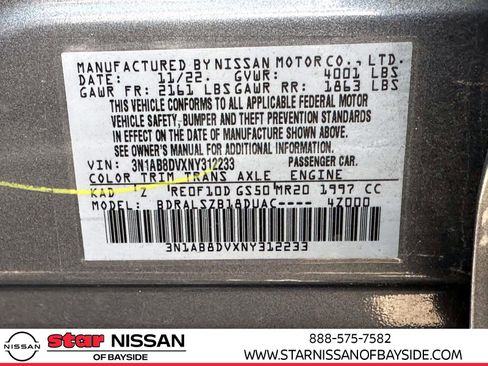 MANUFACTURED BY NISSAN MOTOR CO., LTD.
DATE: 11/22. GVWR: 4001 LBS
GAWR FR: 2161 LBS GAWR RR: 1863 LBS
THIS VEHICLE CONFORMS TO ALL APPLICABLE FEDERAL MOTOR
VEHICLE SAFETY, BUMPER AND THEFT PREVENTION STANDARDS
IN EFFECT ON THE DATE OF MANUFACTURE SHOWN ABOVE.
SEE OWNER'S MANUAL FOR ADDITIONAL INFORMATION.
VIN: 3N1AB8DVXNY312233 PASSENGER CAR.
COLOR TRIM TRANS AXLE ENGINE
KAD Z RE0F10D GS50 MR20 1997 CC
MODEL: BDRALSZB18DUAC---- 4Z000
3N1AB8DVXNY312233
NISSAN
star NISSAN
OF BAYSIDE
888-575-7582
WWW.STARNISSANOFBAYSIDE.COM